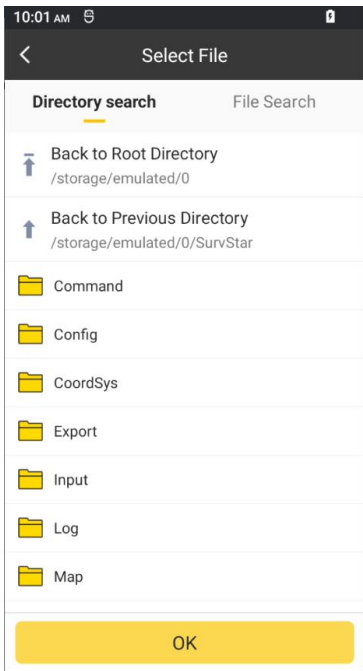 10:01 AM
Select File
Directory search
File Search
Back to Root Directory
/storage/emulated/0
Back to Previous Directory
/storage/emulated/0/SurvStar
Command
Config
CoordSys
Export
Input
Log
Map
OK